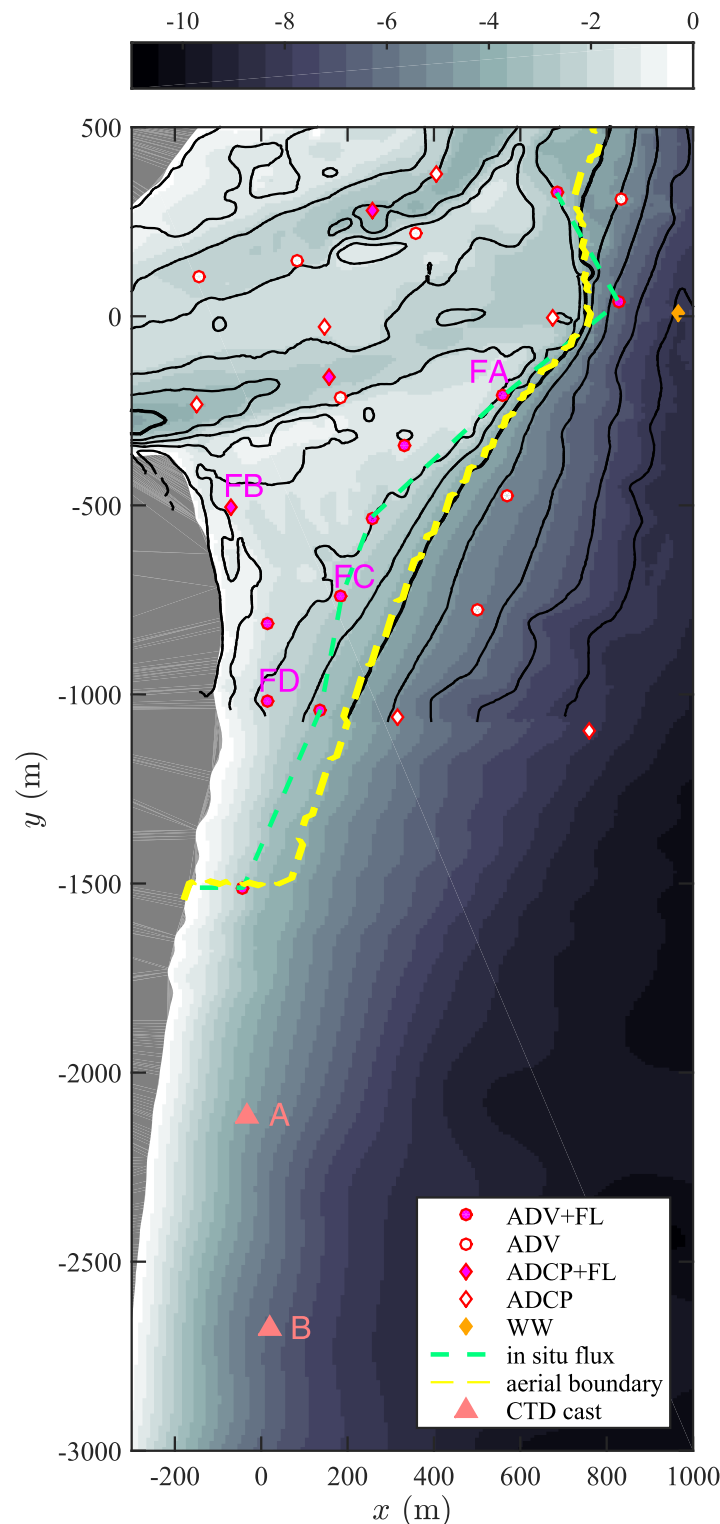 -10 -8 -6 -4 -2 0
500
0
-500
-1000
-1500
-2000
-2500
-3000
y (m)
FA
FB
FC
FD
A
B
ADV+FL
ADV
ADCP+FL
ADCP
WW
in situ flux
aerial boundary
CTD cast
-200 0 200 400 600 800 1000
x (m)